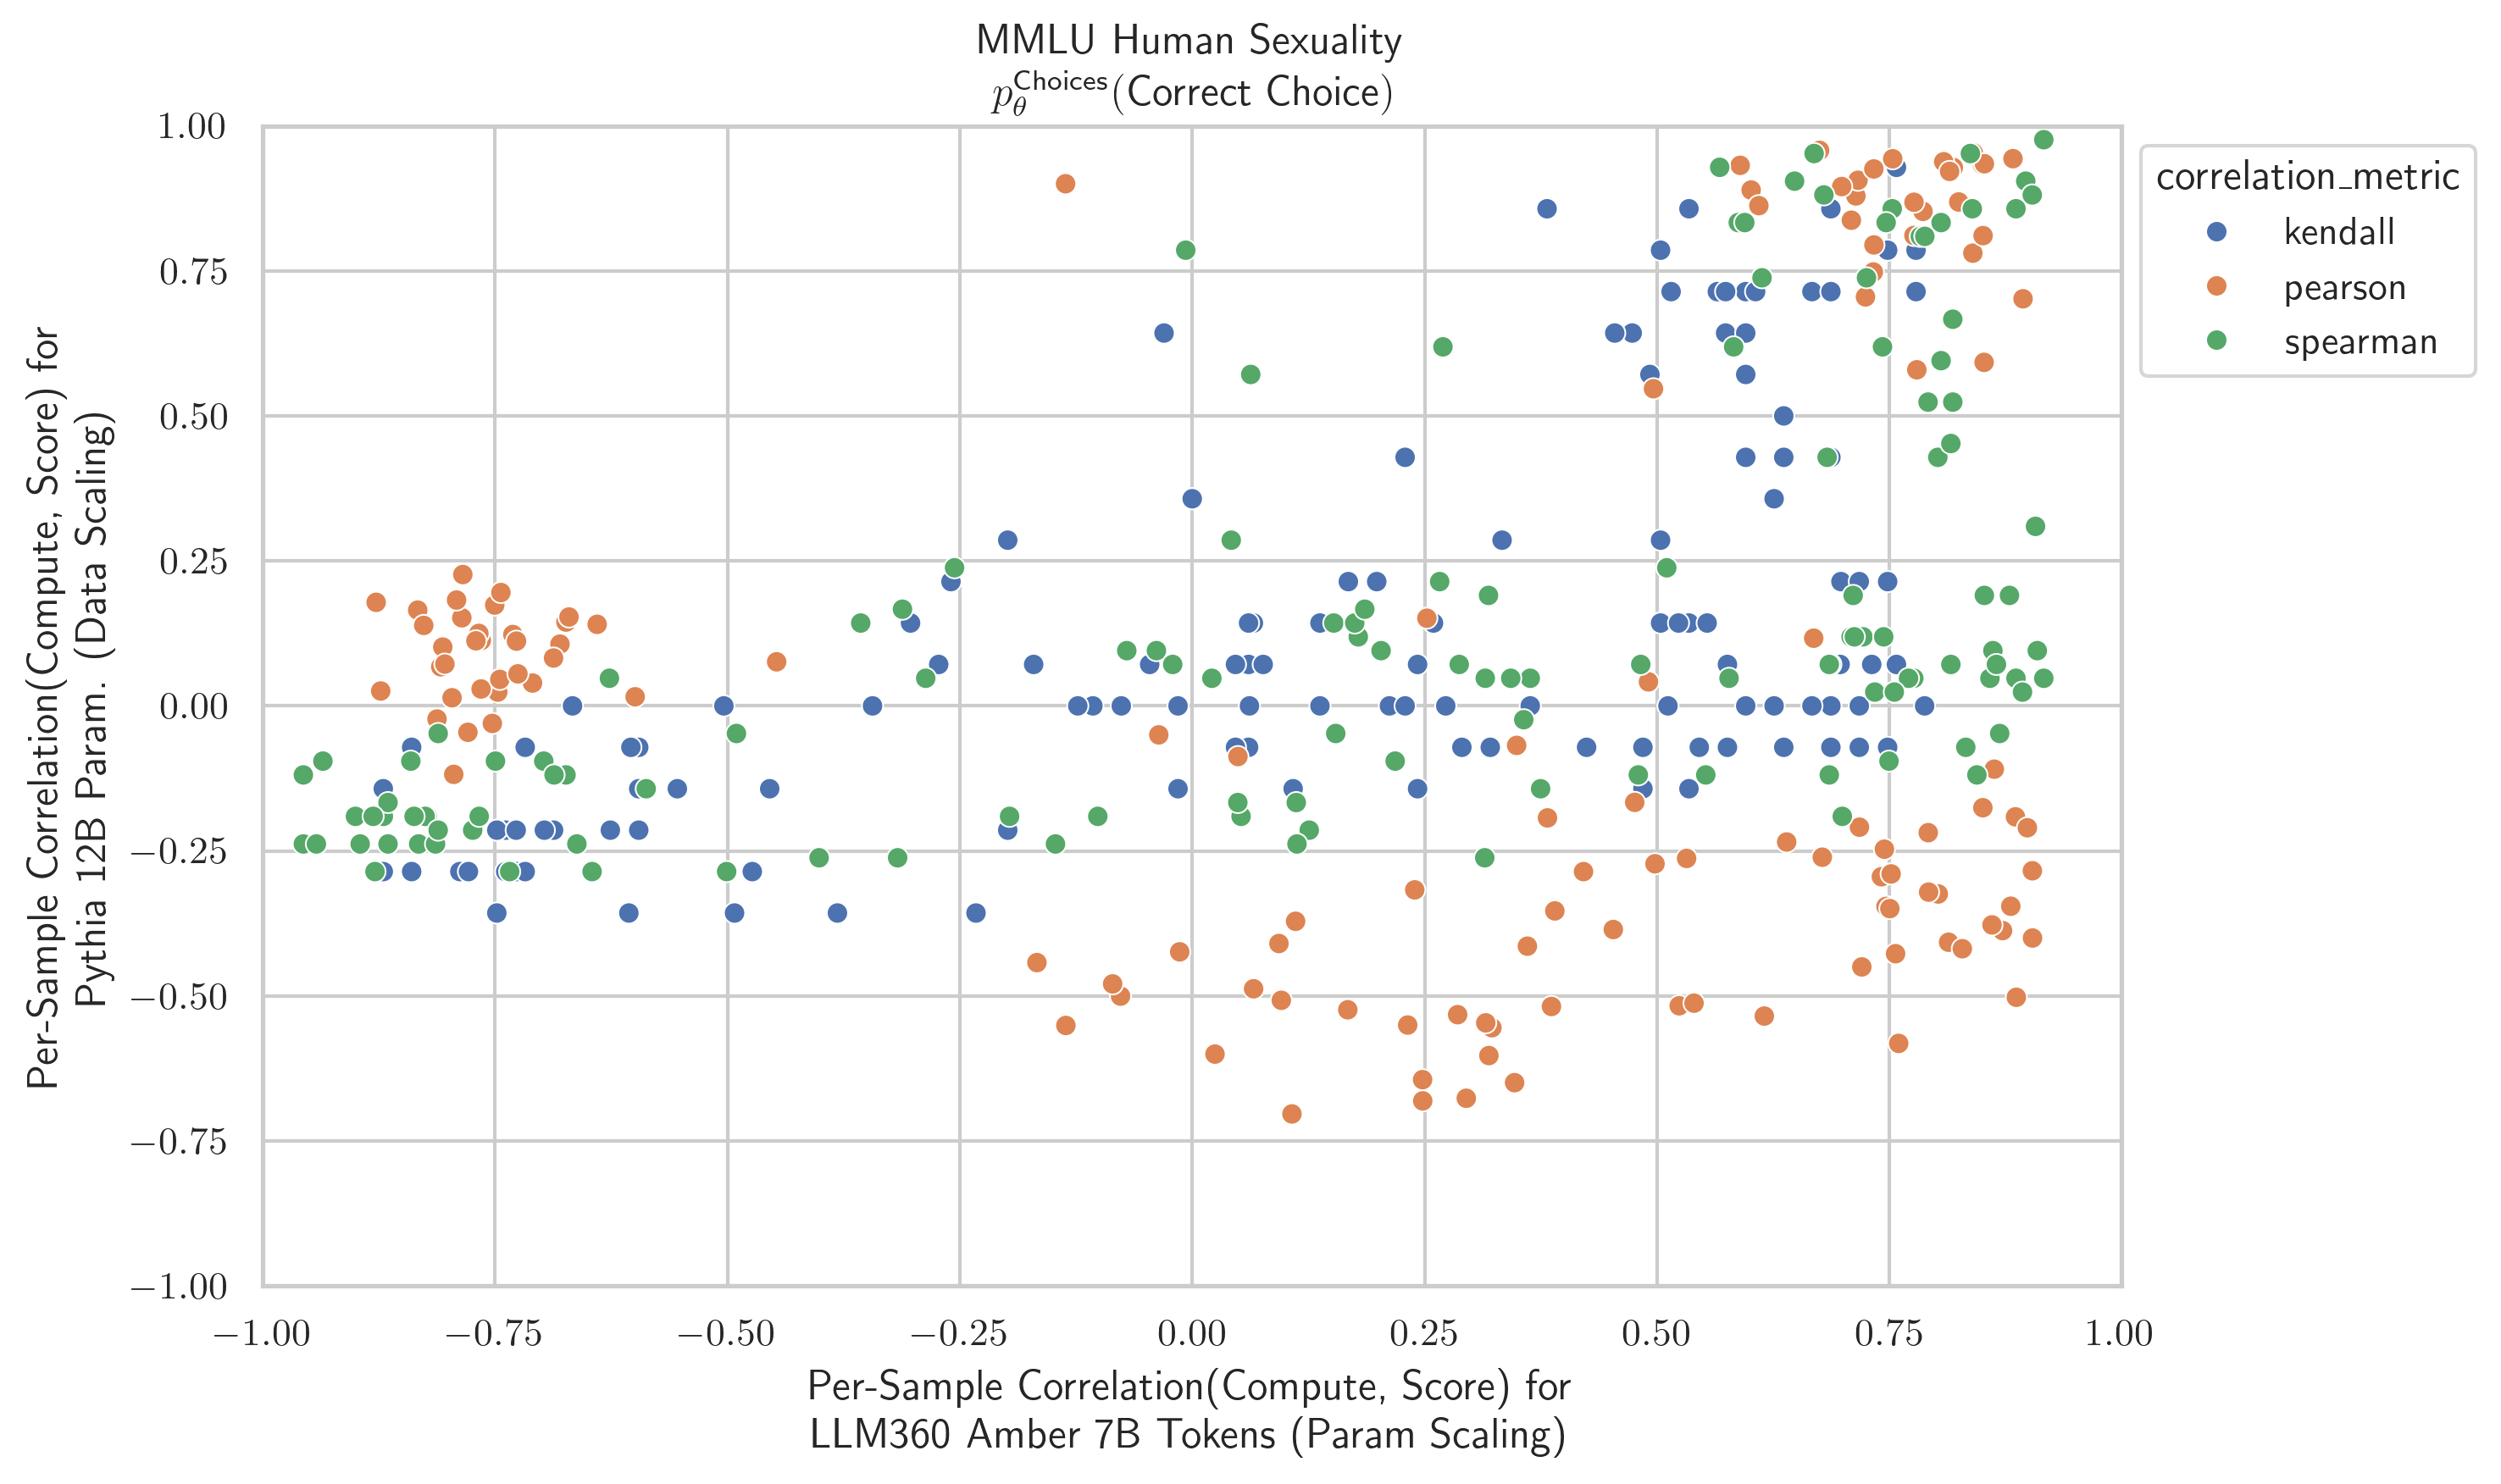 MMLU Human Sexuality
p_θ^Choices(Correct Choice)
1.00
0.75
0.50
0.25
0.00
−0.25
−0.50
−0.75
−1.00
Per-Sample Correlation(Compute, Score) for
Pythia 12B Param. (Data Scaling)
correlation_metric
kendall
pearson
spearman
−1.00 −0.75 −0.50 −0.25 0.00 0.25 0.50 0.75 1.00
Per-Sample Correlation(Compute, Score) for
LLM360 Amber 7B Tokens (Param Scaling)